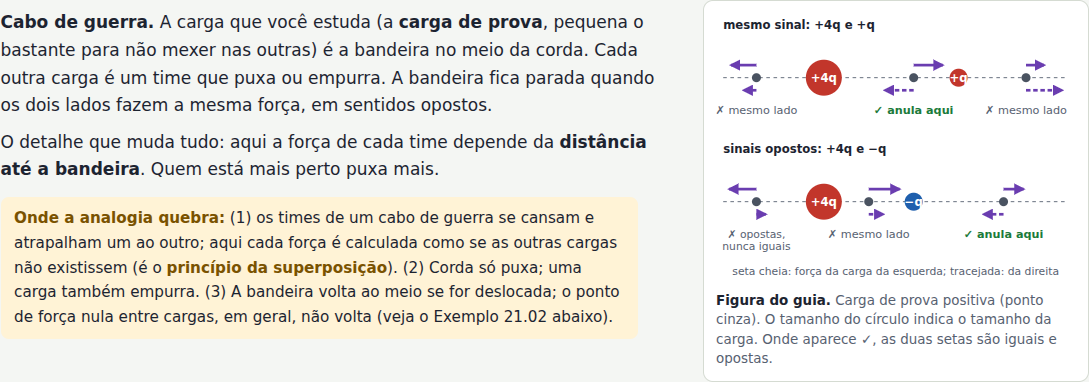 Cabo de guerra. A carga que você estuda (a carga de prova, pequena o
bastante para não mexer nas outras) é a bandeira no meio da corda. Cada
outra carga é um time que puxa ou empurra. A bandeira fica parada quando
os dois lados fazem a mesma força, em sentidos opostos.
O detalhe que muda tudo: aqui a força de cada time depende da distância
até a bandeira. Quem está mais perto puxa mais.
Onde a analogia quebra: (1) os times de um cabo de guerra se cansam e
atrapalham um ao outro; aqui cada força é calculada como se as outras cargas
não existissem (é o princípio da superposição). (2) Corda só puxa; uma
carga também empurra. (3) A bandeira volta ao meio se for deslocada; o ponto
de força nula entre cargas, em geral, não volta (veja o Exemplo 21.02 abaixo).
mesmo sinal: +4q e +q
+4q
+q
✗ mesmo lado
✓ anula aqui
✗ mesmo lado
sinais opostos: +4q e −q
+4q
−q
✗ opostas,
nunca iguais
✗ mesmo lado
✓ anula aqui
seta cheia: força da carga da esquerda; tracejada: da direita
Figura do guia. Carga de prova positiva (ponto
cinza). O tamanho do círculo indica o tamanho da
carga. Onde aparece ✓, as duas setas são iguais e
opostas.